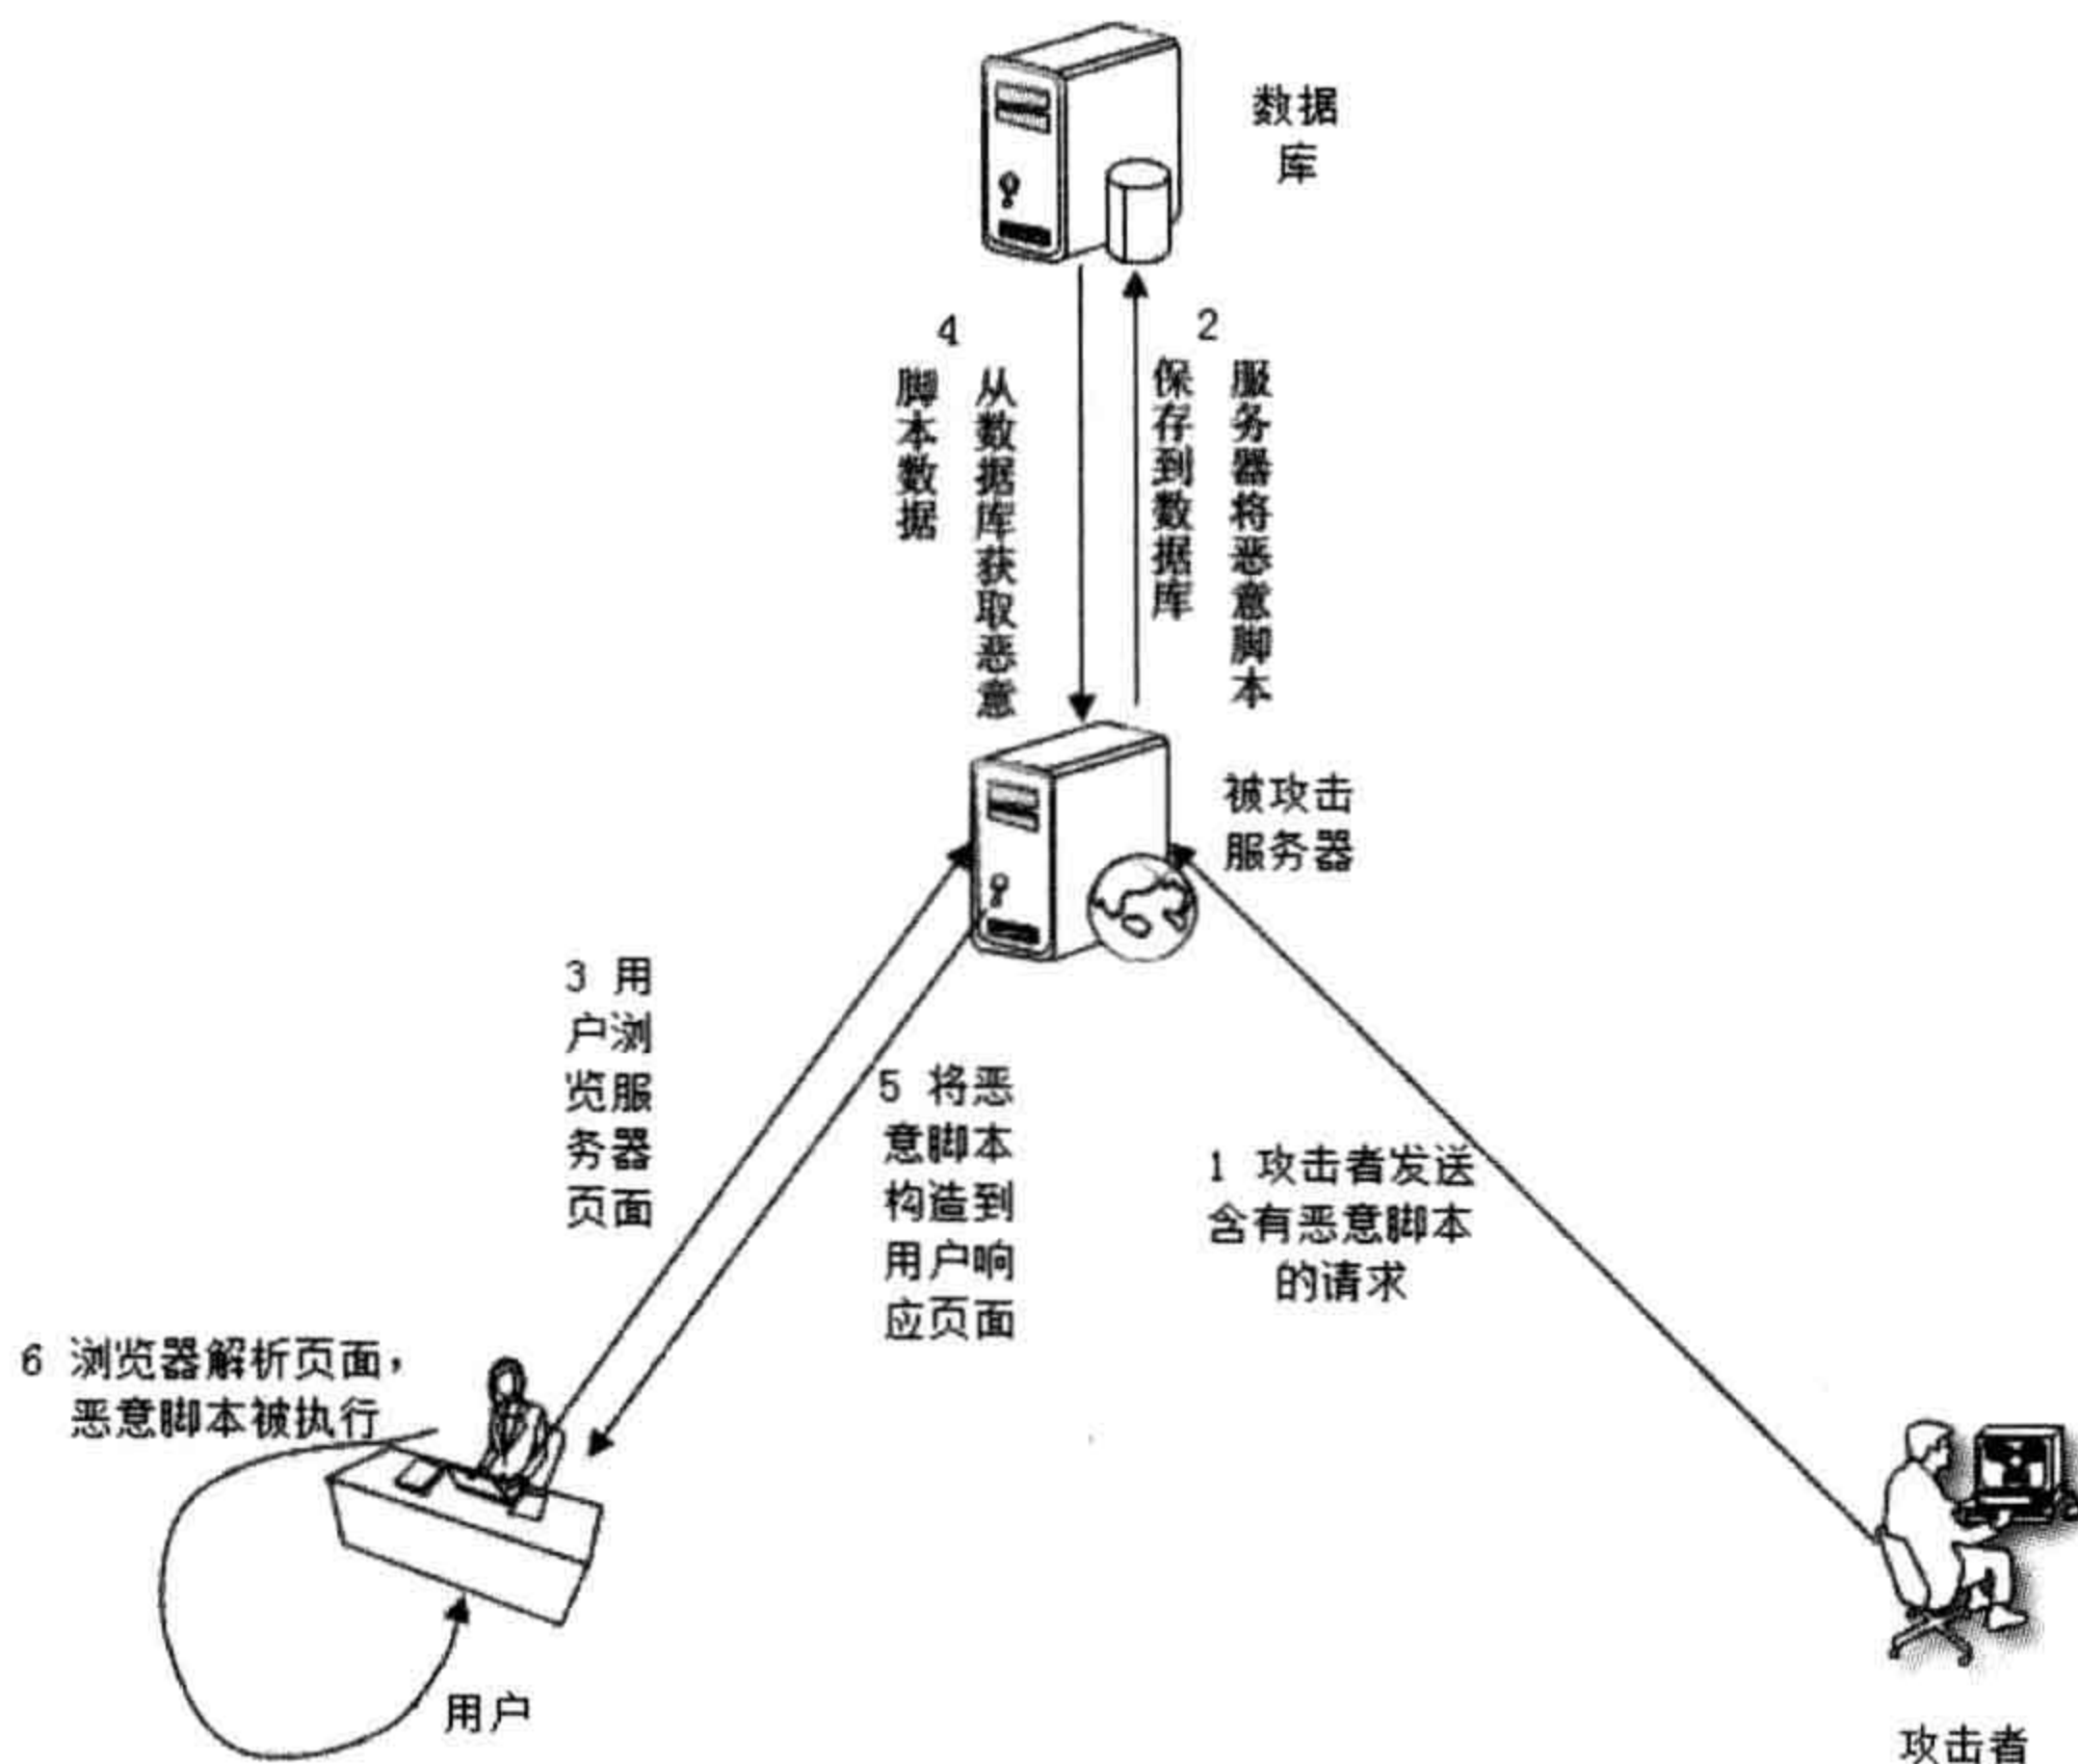 数据
库
4
从数据库获取恶意
脚本数据
2
服务器将恶意脚本
保存到数据库
被攻击
服务器
3 用
户浏
览服
务器
页面
5 将恶
意脚本
构造到
用户响
应页面
1 攻击者发送
含有恶意脚本
的请求
6 浏览器解析页面，
恶意脚本被执行
用户
攻击者